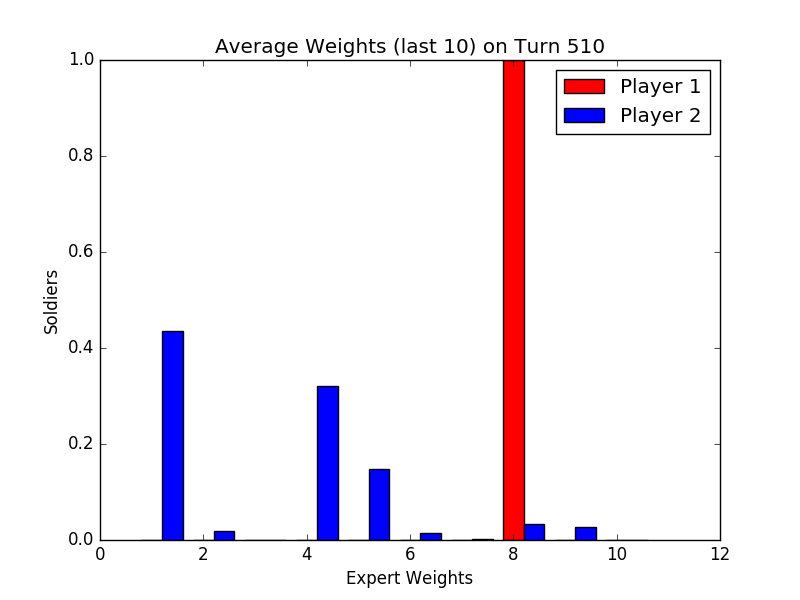 Average Weights (last 10) on Turn 510
Player 1
Player 2
1.0
0.8
0.6
0.4
0.2
0.0
Soldiers
0 2 4 6 8 10 12
Expert Weights